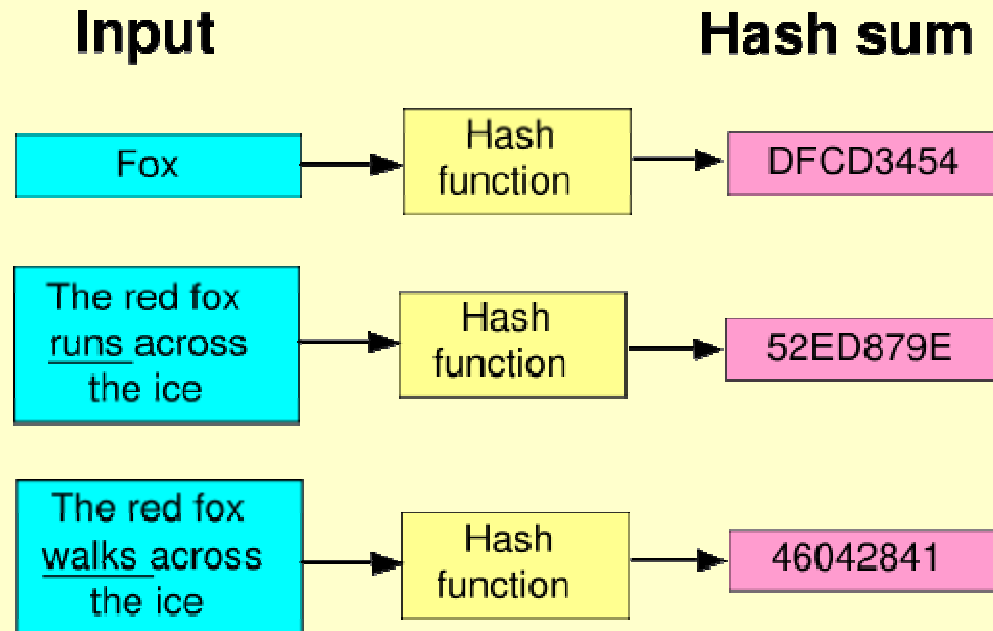 Input
Hash sum
Fox
Hash
function
DFCD3454
The red fox
runs across
the ice
Hash
function
52ED879E
The red fox
walks across
the ice
Hash
function
46042841